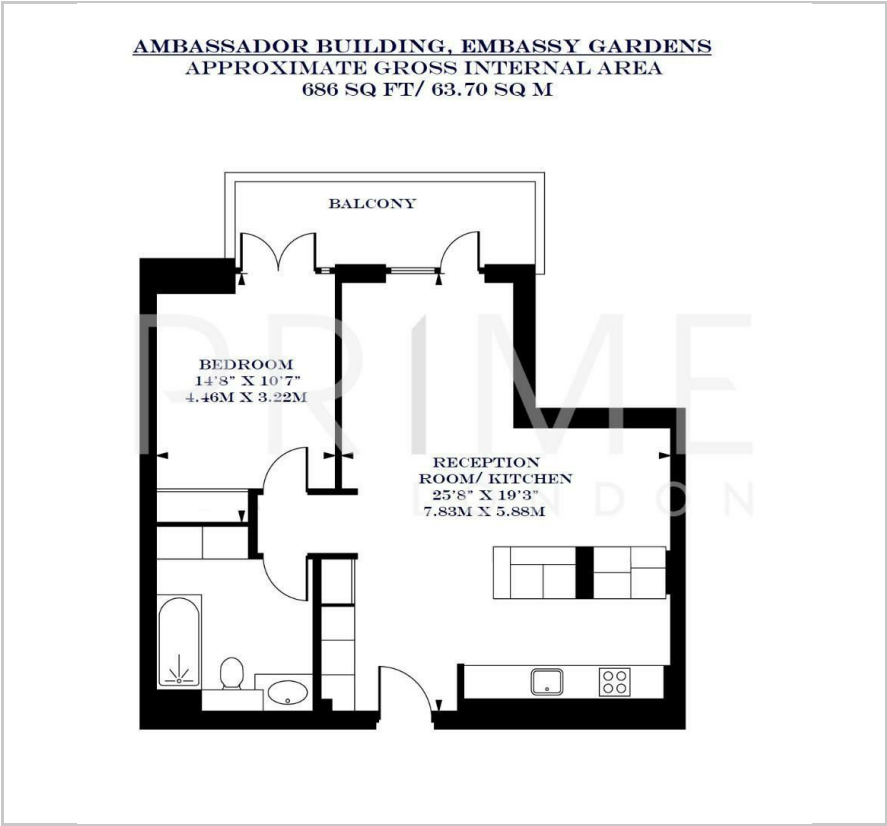 AMBASSADOR BUILDING, EMBASSY GARDENS
APPROXIMATE GROSS INTERNAL AREA
686 SQ FT/ 63.70 SQ M
BALCONY
BEDROOM
14'8" X 10'7"
4.46M X 3.22M
RECEPTION
ROOM/ KITCHEN
25'8" X 19'3"
7.83M X 5.88M
PRIME
LONDON